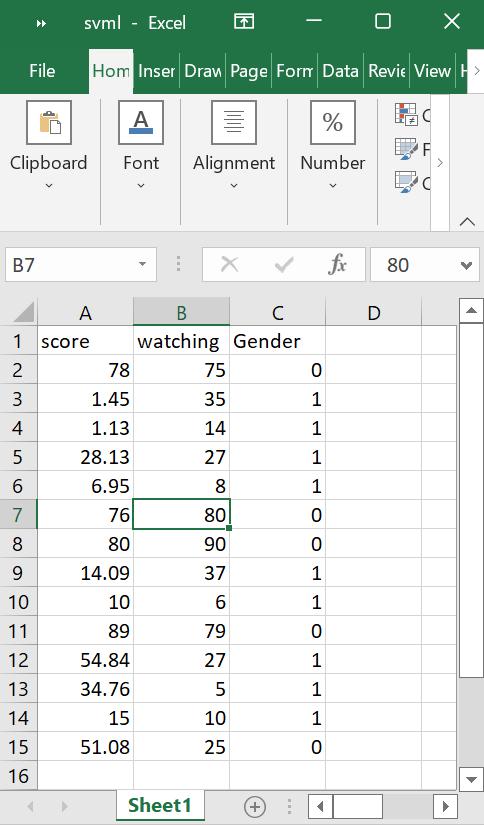 svml - Excel
File Hom Inser Draw Page Form Data Revie View H
A %
Clipboard Font Alignment Number
B7 fx 80
A B C D
1 score watching Gender
2 78 75 0
3 1.45 35 1
4 1.13 14 1
5 28.13 27 1
6 6.95 8 1
7 76 80 0
8 80 90 0
9 14.09 37 1
10 10 6 1
11 89 79 0
12 54.84 27 1
13 34.76 5 1
14 15 10 1
15 51.08 25 0
16
Sheet1